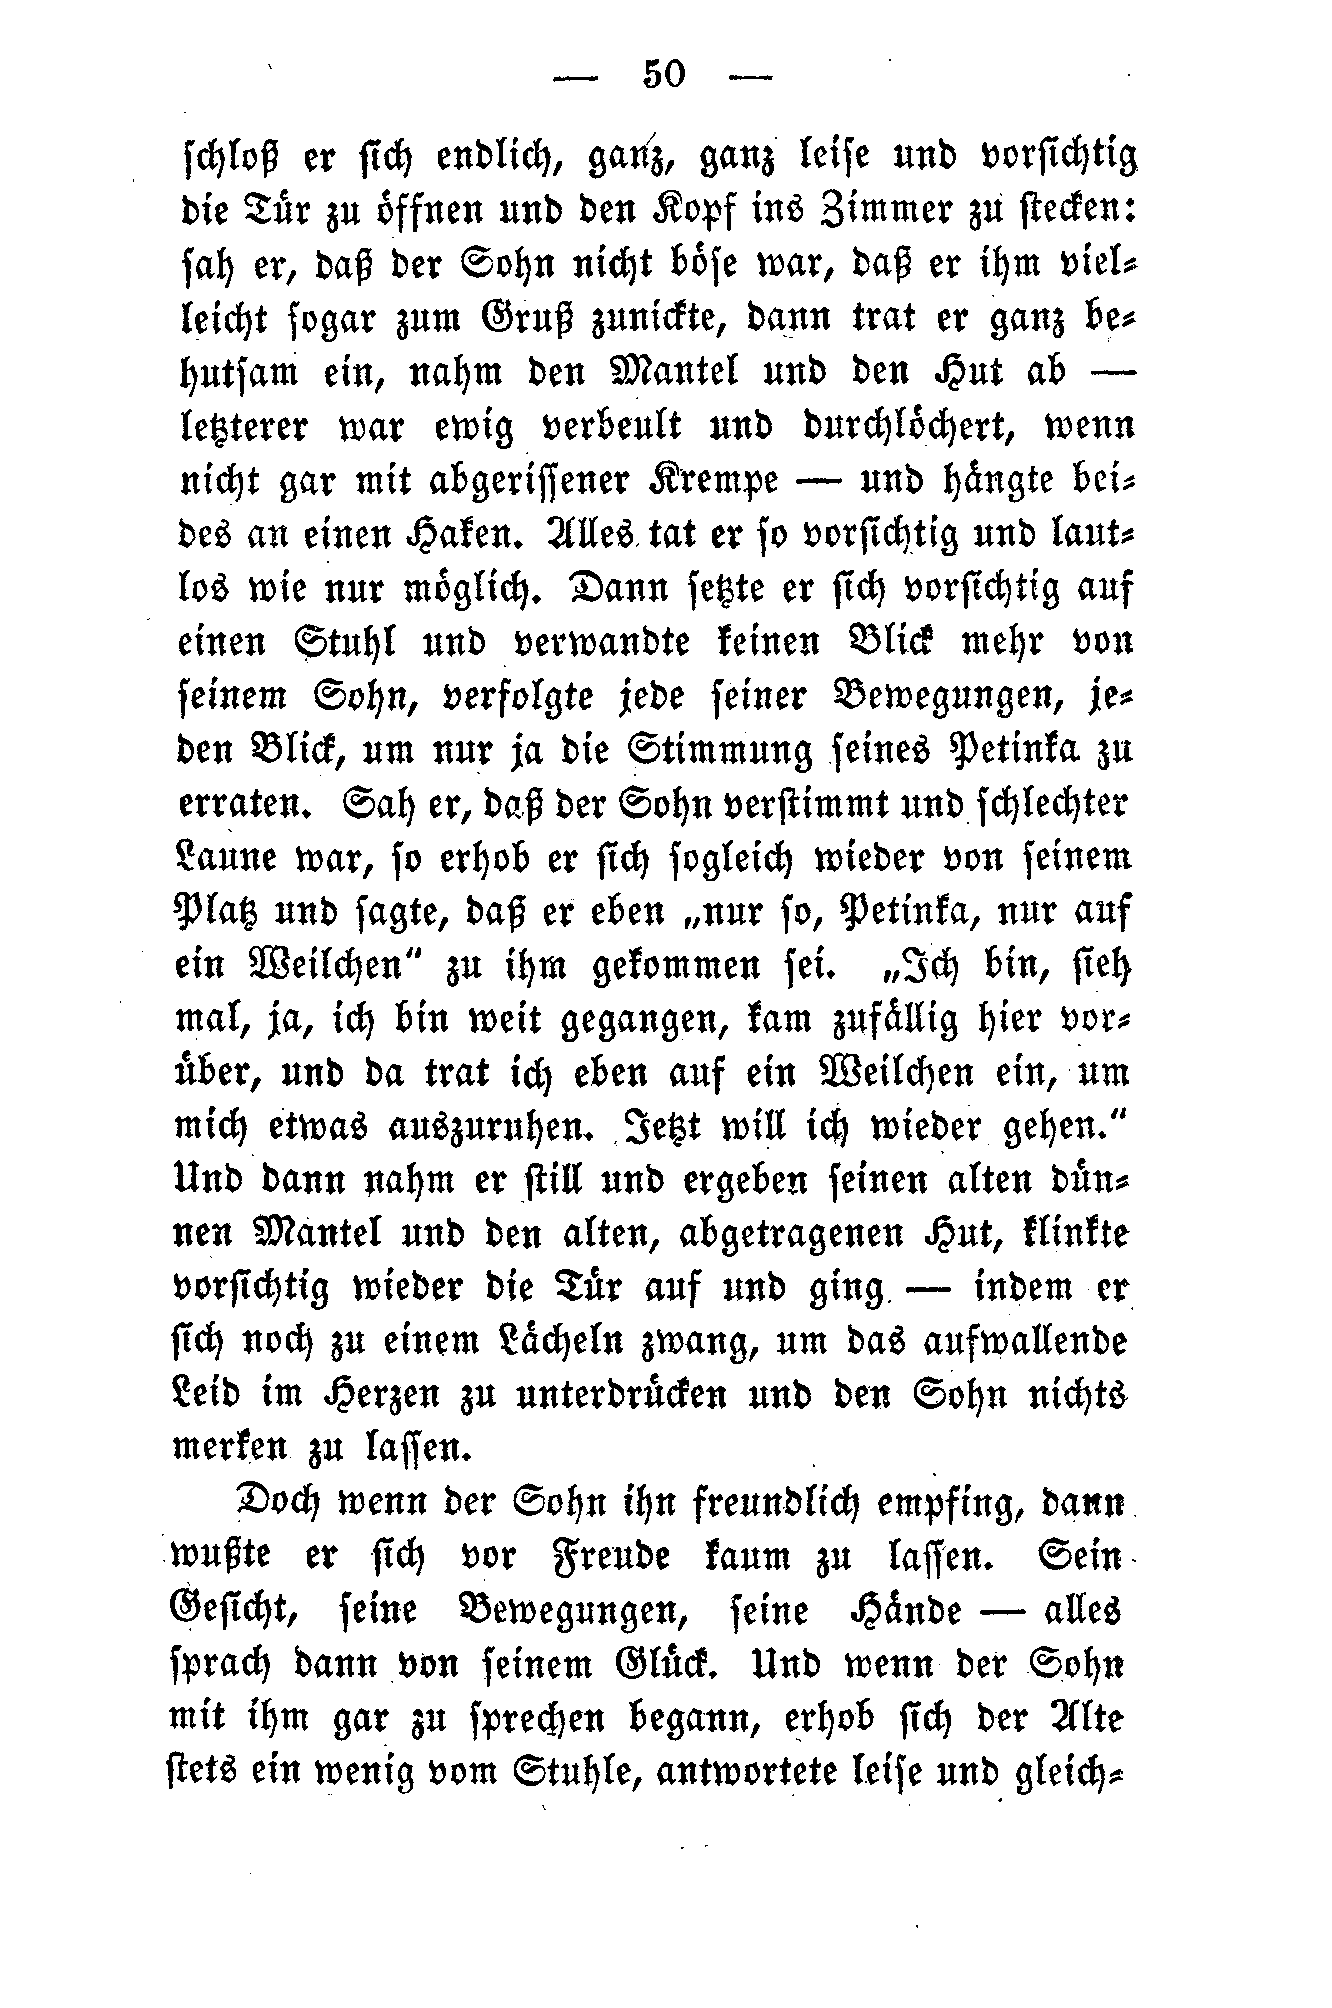 — 50 —
schloß er sich endlich, ganz, ganz leise und vorsichtig
die Tür zu öffnen und den Kopf ins Zimmer zu stecken:
sah er, daß der Sohn nicht böse war, daß er ihm viel-
leicht sogar zum Gruß zunickte, dann trat er ganz be-
hutsam ein, nahm den Mantel und den Hut ab —
letzterer war ewig verbeult und durchlöchert, wenn
nicht gar mit abgerissener Krempe — und hängte bei-
des an einen Haken. Alles tat er so vorsichtig und laut-
los wie nur möglich. Dann setzte er sich vorsichtig auf
einen Stuhl und verwandte keinen Blick mehr von
seinem Sohn, verfolgte jede seiner Bewegungen, je-
den Blick, um nur ja die Stimmung seines Petinka zu
erraten. Sah er, daß der Sohn verstimmt und schlechter
Laune war, so erhob er sich sogleich wieder von seinem
Platz und sagte, daß er eben „nur so, Petinka, nur auf
ein Weilchen“ zu ihm gekommen sei. „Ich bin, sieh
mal, ja, ich bin weit gegangen, kam zufällig hier vor-
über, und da trat ich eben auf ein Weilchen ein, um
mich etwas auszuruhen. Jetzt will ich wieder gehen.“
Und dann nahm er still und ergeben seinen alten dün-
nen Mantel und den alten, abgetragenen Hut, klinkte
vorsichtig wieder die Tür auf und ging — indem er
sich noch zu einem Lächeln zwang, um das aufwallende
Leid im Herzen zu unterdrücken und den Sohn nichts
merken zu lassen.
Doch wenn der Sohn ihn freundlich empfing, dann
wußte er sich vor Freude kaum zu lassen. Sein
Gesicht, seine Bewegungen, seine Hände — alles
sprach dann von seinem Glück. Und wenn der Sohn
mit ihm gar zu sprechen begann, erhob sich der Alte
stets ein wenig vom Stuhle, antwortete leise und gleich-